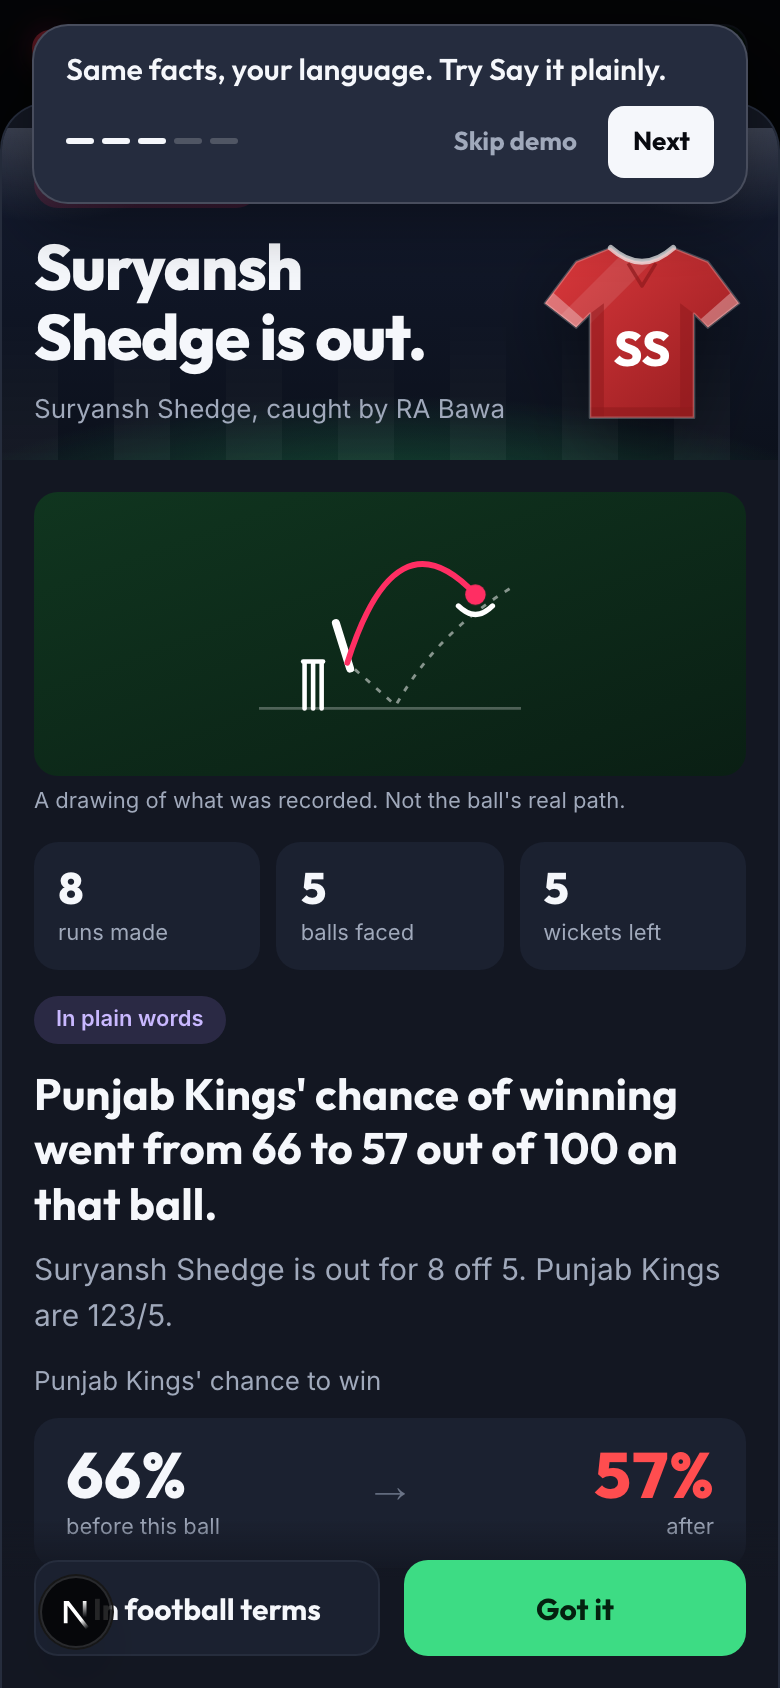 Same facts, your language. Try Say it plainly.
Skip demo
Next
Suryansh
Shedge is out.
SS
Suryansh Shedge, caught by RA Bawa
A drawing of what was recorded. Not the ball's real path.
8
runs made
5
balls faced
5
wickets left
In plain words
Punjab Kings' chance of winning
went from 66 to 57 out of 100 on
that ball.
Suryansh Shedge is out for 8 off 5. Punjab Kings
are 123/5.
Punjab Kings' chance to win
66%
before this ball
→
57%
after
N
In football terms
Got it